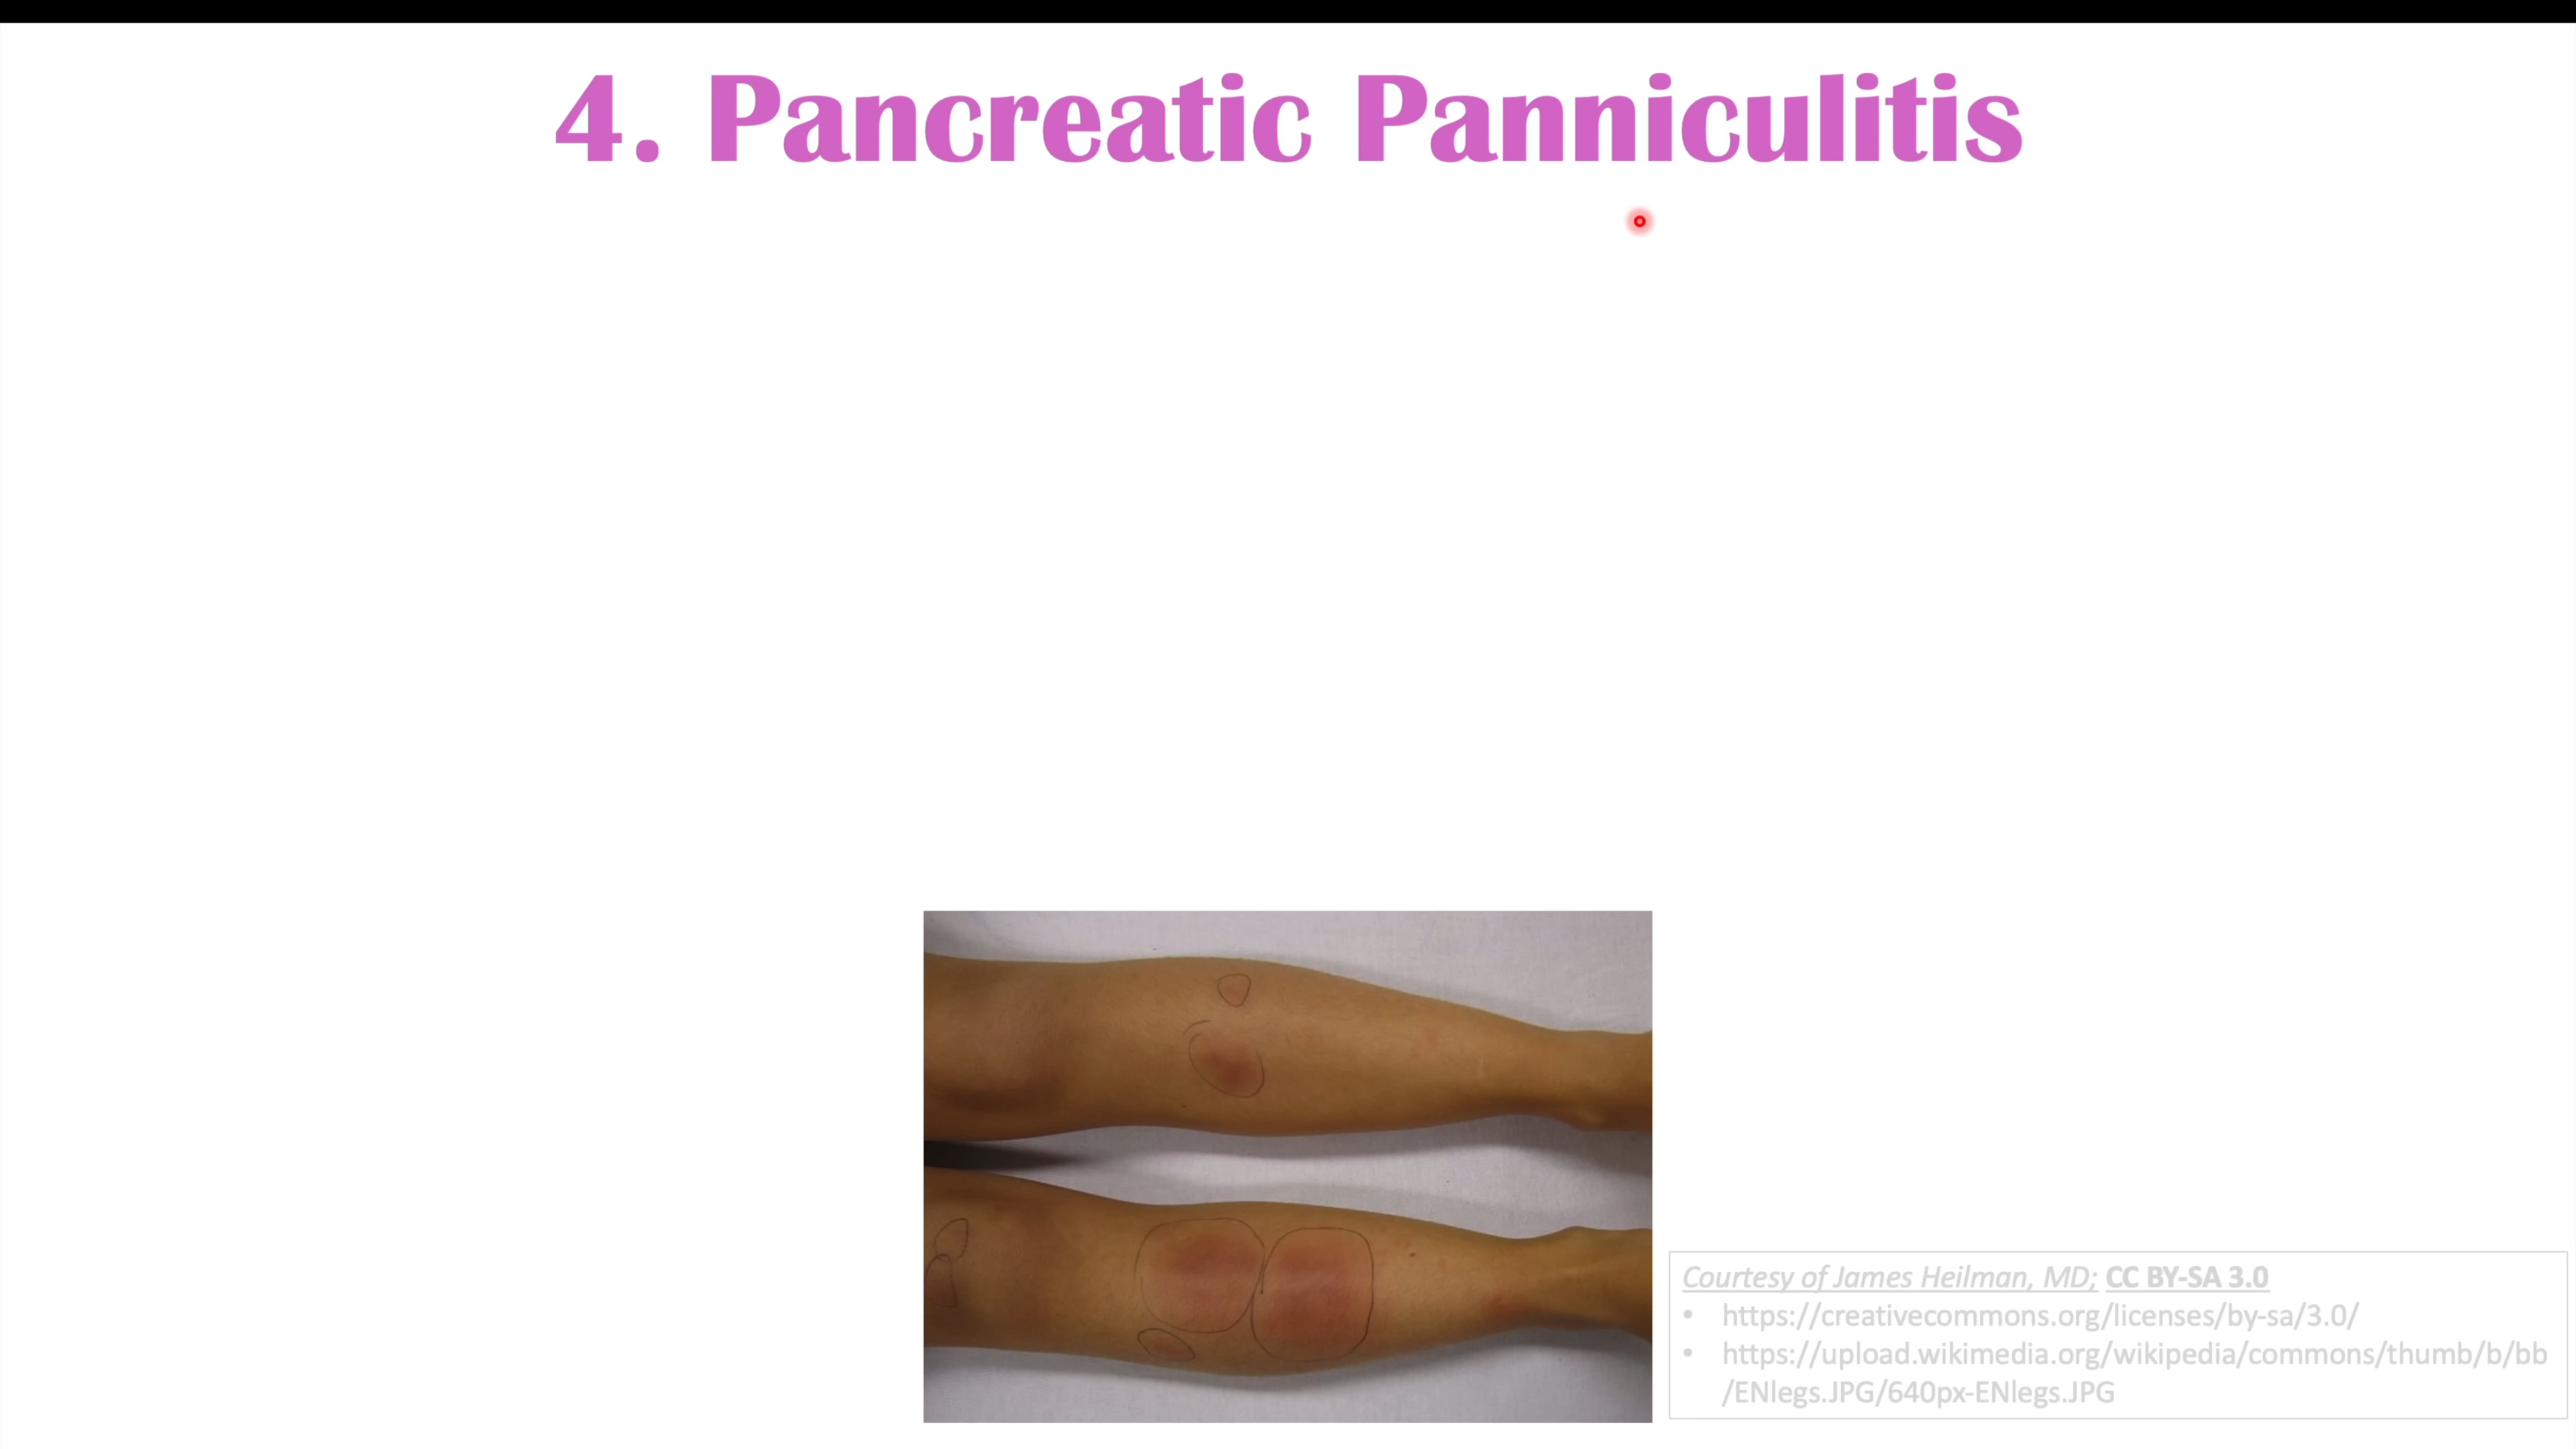 4. Pancreatic Panniculitis
Courtesy of James Heilman, MD; CC BY-SA 3.0
• https://creativecommons.org/licenses/by-sa/3.0/
• https://upload.wikimedia.org/wikipedia/commons/thumb/b/bb
/ENlegs.JPG/640px-ENlegs.JPG